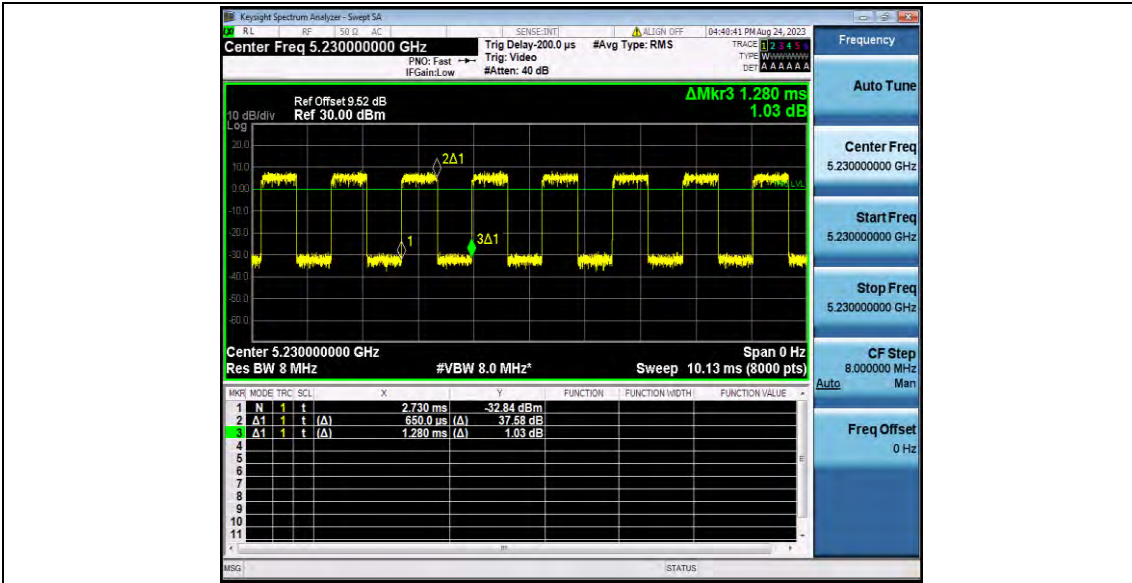 Keysight Spectrum Analyzer - Swept SA
RL RF 50 Ω AC SENSE:INT ALIGN OFF 04:40:41 PM Aug 24, 2023
Center Freq 5.230000000 GHz
PNO: Fast
IFGain:Low
Trig Delay-200.0 µs
Trig: Video
#Atten: 40 dB
#Avg Type: RMS
TRACE 1 2 3 4 5 6
TYPE WWWWWW
DET A A A A A A
Frequency
Auto Tune
Center Freq
5.230000000 GHz
Start Freq
5.230000000 GHz
Stop Freq
5.230000000 GHz
CF Step
8.000000 MHz
Auto Man
Freq Offset
0 Hz
ΔMkr3 1.280 ms
1.03 dB
Ref Offset 9.52 dB
10 dB/div Ref 30.00 dBm
Log
20.0
10.0
0.00
-10.0
-20.0
-30.0
-40.0
-50.0
-60.0
2Δ1
1
3Δ1
LVL
Center 5.230000000 GHz Span 0 Hz
Res BW 8 MHz #VBW 8.0 MHz* Sweep 10.13 ms (8000 pts)
MKR MODE TRC SCL X Y FUNCTION FUNCTION WIDTH FUNCTION VALUE
1 N 1 t 2.730 ms -32.84 dBm
2 Δ1 1 t (Δ) 650.0 µs (Δ) 37.58 dB
3 Δ1 1 t (Δ) 1.280 ms (Δ) 1.03 dB
4
5
6
7
8
9
10
11
MSG STATUS